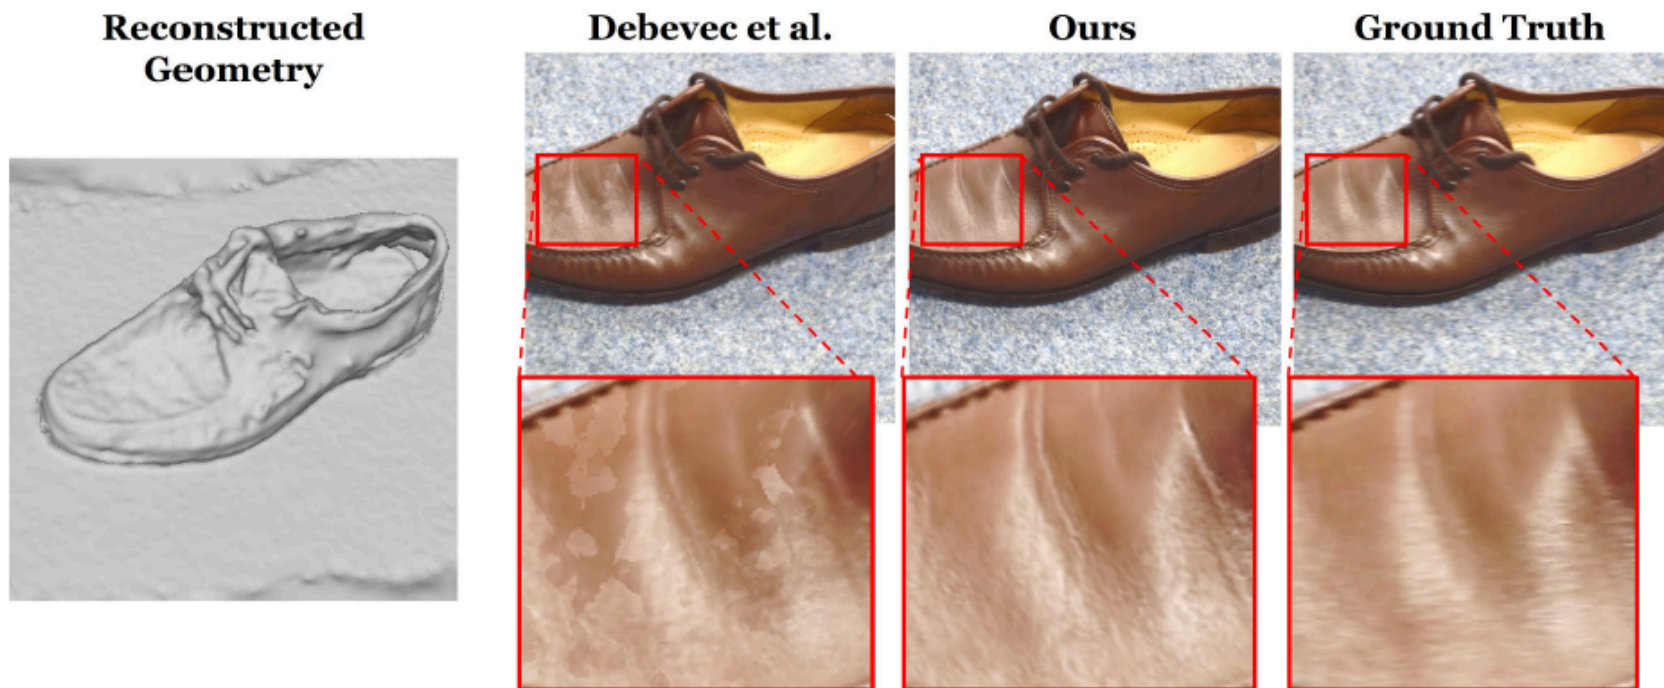 Reconstructed
Geometry
Debevec et al.
Ours
Ground Truth